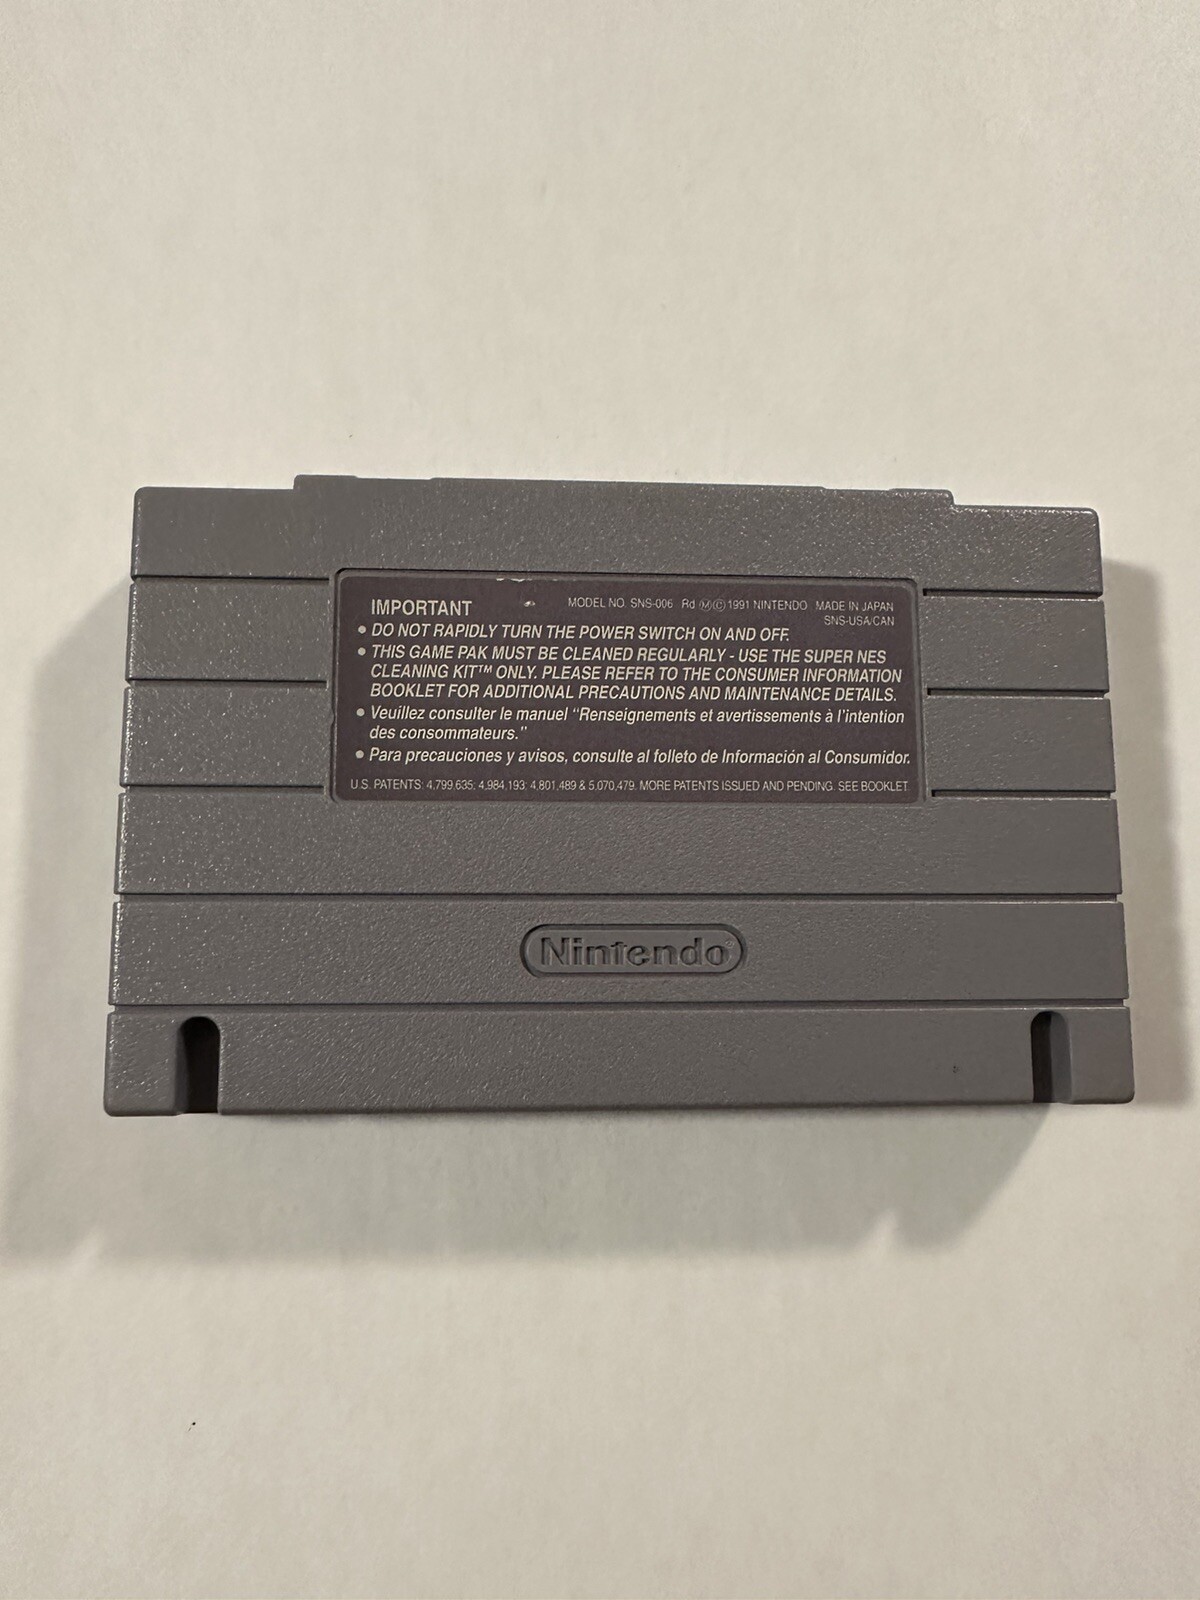 IMPORTANT MODEL NO. SNS-006 Rd Ⓜ©1991 NINTENDO MADE IN JAPAN
SNS-USA/CAN
• DO NOT RAPIDLY TURN THE POWER SWITCH ON AND OFF.
• THIS GAME PAK MUST BE CLEANED REGULARLY - USE THE SUPER NES
CLEANING KIT™ ONLY. PLEASE REFER TO THE CONSUMER INFORMATION
BOOKLET FOR ADDITIONAL PRECAUTIONS AND MAINTENANCE DETAILS.
• Veuillez consulter le manuel "Renseignements et avertissements à l'intention
des consommateurs."
• Para precauciones y avisos, consulte al folleto de Información al Consumidor.
U.S. PATENTS: 4,799,635; 4,984,193; 4,801,489 & 5,070,479. MORE PATENTS ISSUED AND PENDING. SEE BOOKLET
Nintendo®